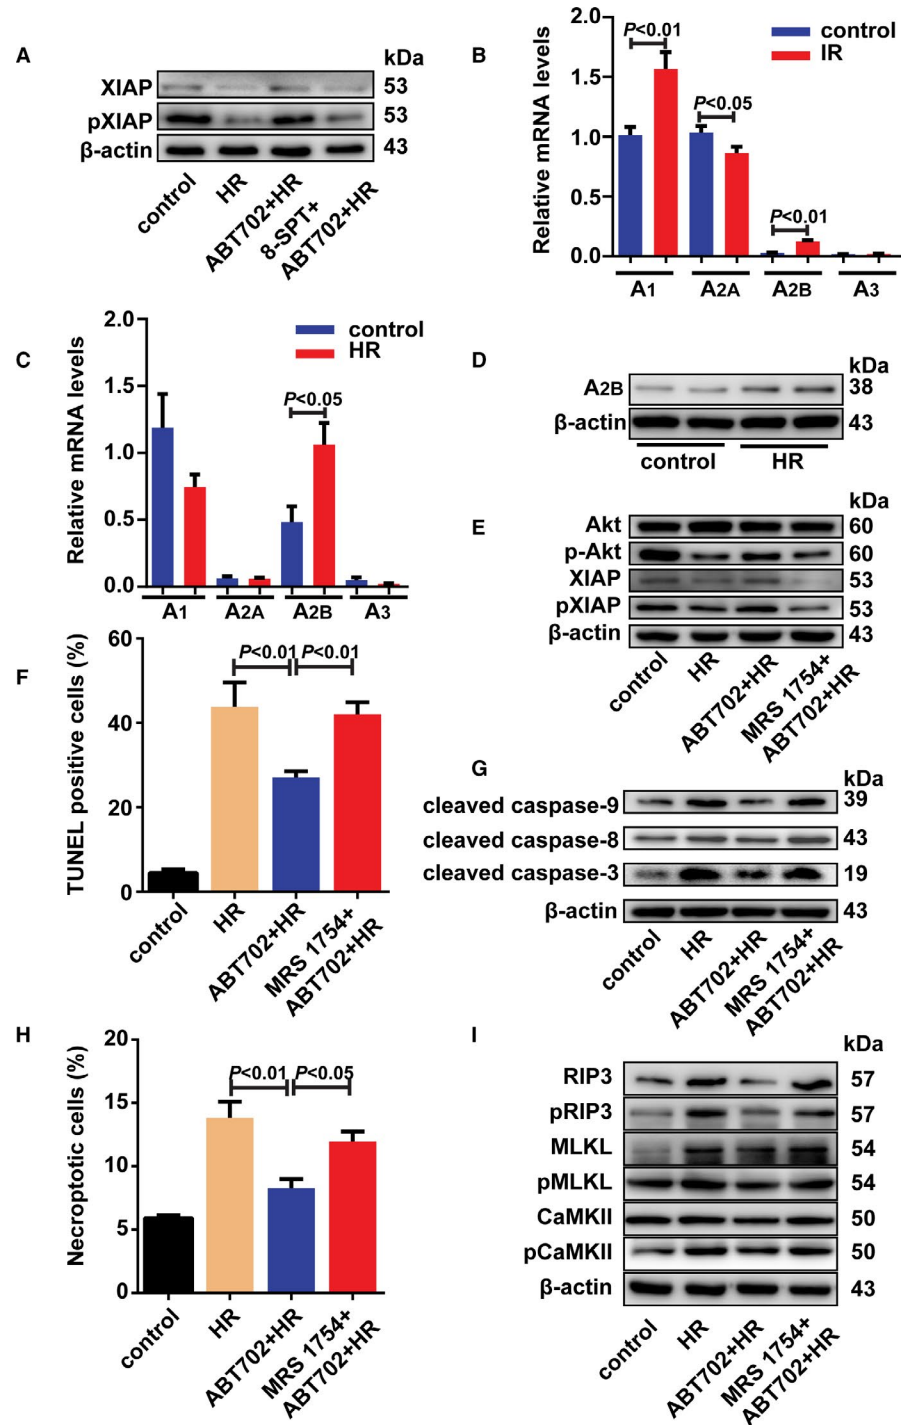 A
kDa
XIAP 53
pXIAP 53
β-actin 43
control
HR
ABT702+HR
8-SPT+
ABT702+HR
B
Relative mRNA levels
2.0
1.5
1.0
0.5
0.0
P<0.01
P<0.05
P<0.01
control
IR
A1 A2A A2B A3
C
Relative mRNA levels
2.0
1.5
1.0
0.5
0.0
control
HR
P<0.05
A1 A2A A2B A3
D
kDa
A2B 38
β-actin 43
control HR
E
kDa
Akt 60
p-Akt 60
XIAP 53
pXIAP 53
β-actin 43
control
HR
ABT702+HR
MRS 1754+
ABT702+HR
F
TUNEL positive cells (%)
60
40
20
0
P<0.01 P<0.01
control
HR
ABT702+HR
MRS 1754+
ABT702+HR
G
kDa
cleaved caspase-9 39
cleaved caspase-8 43
cleaved caspase-3 19
β-actin 43
control
HR
ABT702+HR
MRS 1754+
ABT702+HR
H
Necroptotic cells (%)
20
15
10
5
0
P<0.01 P<0.05
control
HR
ABT702+HR
MRS 1754+
ABT702+HR
I
kDa
RIP3 57
pRIP3 57
MLKL 54
pMLKL 54
CaMKII 50
pCaMKII 50
β-actin 43
control
HR
ABT702+HR
MRS 1754+
ABT702+HR